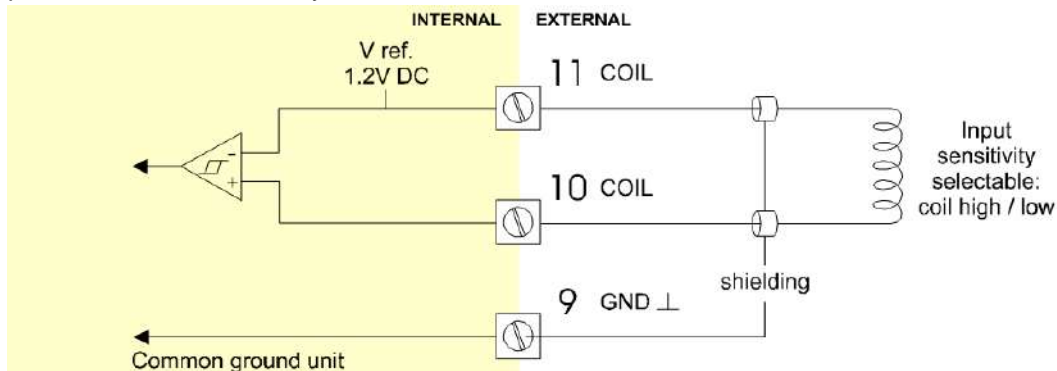 INTERNAL EXTERNAL
V ref.
1.2V DC
11 COIL
-
+
10 COIL
Input
sensitivity
selectable:
coil high / low
shielding
9 GND ⊥
Common ground unit